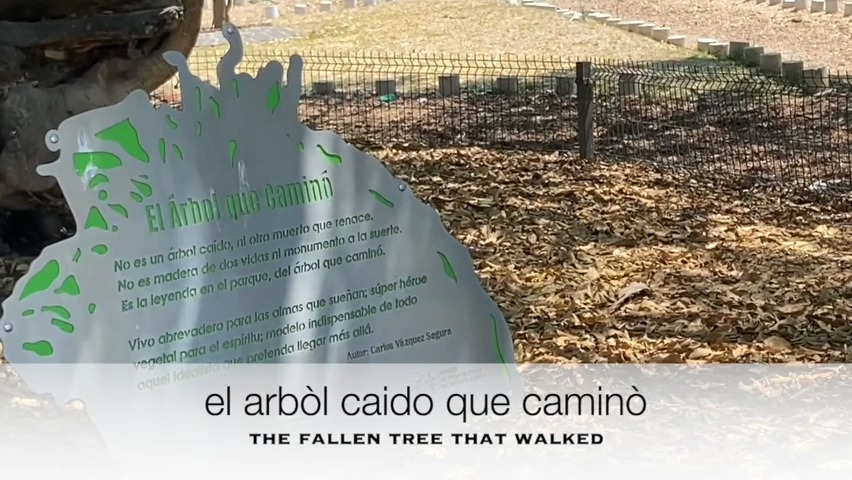 El Árbol que Caminó
No es un árbol caído, ni otro muerto que renace.
No es madera de dos vidas ni monumento a la suerte.
Es la leyenda en el parque, del árbol que caminó.
Vivo abrevadero para las almas que sueñan; súper héroe
vegetal para el espíritu; modelo indispensable de todo
aquel idealista que pretenda llegar más allá.
Autor: Carlos Vázquez Segura
el arbòl caido que caminò
THE FALLEN TREE THAT WALKED